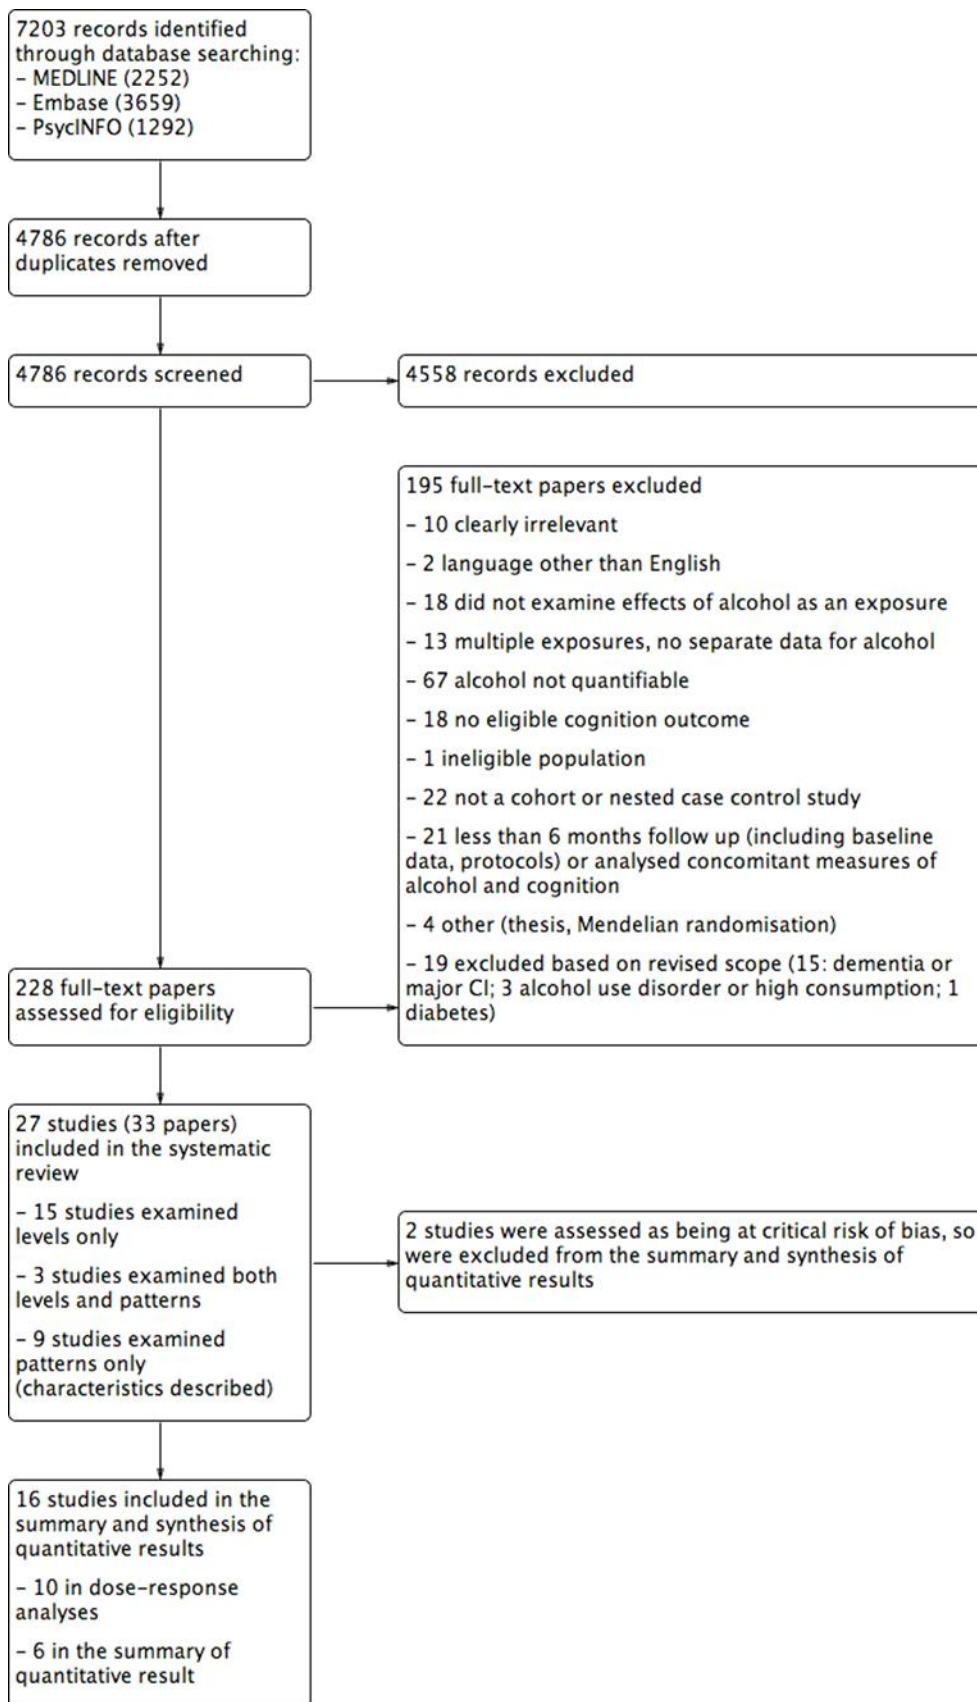 7203 records identified
through database searching:
– MEDLINE (2252)
– Embase (3659)
– PsycINFO (1292)
4786 records after
duplicates removed
4786 records screened
4558 records excluded
195 full-text papers excluded
– 10 clearly irrelevant
– 2 language other than English
– 18 did not examine effects of alcohol as an exposure
– 13 multiple exposures, no separate data for alcohol
– 67 alcohol not quantifiable
– 18 no eligible cognition outcome
– 1 ineligible population
– 22 not a cohort or nested case control study
– 21 less than 6 months follow up (including baseline
data, protocols) or analysed concomitant measures of
alcohol and cognition
– 4 other (thesis, Mendelian randomisation)
– 19 excluded based on revised scope (15: dementia or
major CI; 3 alcohol use disorder or high consumption; 1
diabetes)
228 full-text papers
assessed for eligibility
27 studies (33 papers)
included in the systematic
review
– 15 studies examined
levels only
– 3 studies examined both
levels and patterns
– 9 studies examined
patterns only
(characteristics described)
2 studies were assessed as being at critical risk of bias, so
were excluded from the summary and synthesis of
quantitative results
16 studies included in the
summary and synthesis of
quantitative results
– 10 in dose-response
analyses
– 6 in the summary of
quantitative result